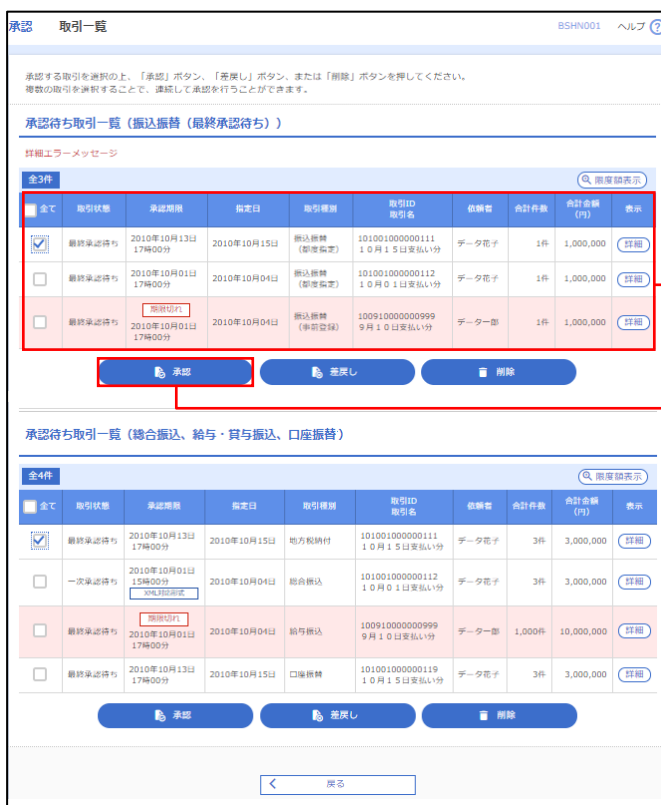 承認 取引一覧 BSHN001 ヘルプ ?
承認する取引を選択の上、「承認」ボタン、「差戻し」ボタン、または「削除」ボタンを押してください。
複数の取引を選択することで、連続して承認を行うことができます。
承認待ち取引一覧（振込振替（最終承認待ち））
詳細エラーメッセージ
全3件 限度額表示
全て 取引状態 承認期限 指定日 取引種別 取引ID 取引名 依頼者 合計件数 合計金額(円) 表示
最終承認待ち 2010年10月13日 17時00分 2010年10月15日 振込振替（都度指定） 101001000000111 １０月１５日支払い分 データ花子 1件 1,000,000 詳細
最終承認待ち 2010年10月01日 17時00分 2010年10月04日 振込振替（都度指定） 101001000000112 １０月０１日支払い分 データ花子 1件 1,000,000 詳細
最終承認待ち 期限切れ 2010年10月01日 17時00分 2010年10月04日 振込振替（事前登録） 100910000000999 ９月１０日支払い分 データ一郎 1件 1,000,000 詳細
承認 差戻し 削除
承認待ち取引一覧（総合振込、給与・賞与振込、口座振替）
全4件 限度額表示
全て 取引状態 承認期限 指定日 取引種別 取引ID 取引名 依頼者 合計件数 合計金額(円) 表示
最終承認待ち 2010年10月13日 17時00分 2010年10月15日 地方税納付 101001000000111 １０月１５日支払い分 データ花子 3件 3,000,000 詳細
一次承認待ち 2010年10月01日 15時00分 XML対応形式 2010年10月04日 総合振込 101001000000112 １０月０１日支払い分 データ花子 3件 3,000,000 詳細
最終承認待ち 期限切れ 2010年10月01日 17時00分 2010年10月04日 給与振込 100910000000999 ９月１０日支払い分 データ一郎 1,000件 10,000,000 詳細
最終承認待ち 2010年10月13日 17時00分 2010年10月15日 口座振替 101001000000119 １０月１５日支払い分 データ花子 3件 3,000,000 詳細
承認 差戻し 削除
戻る